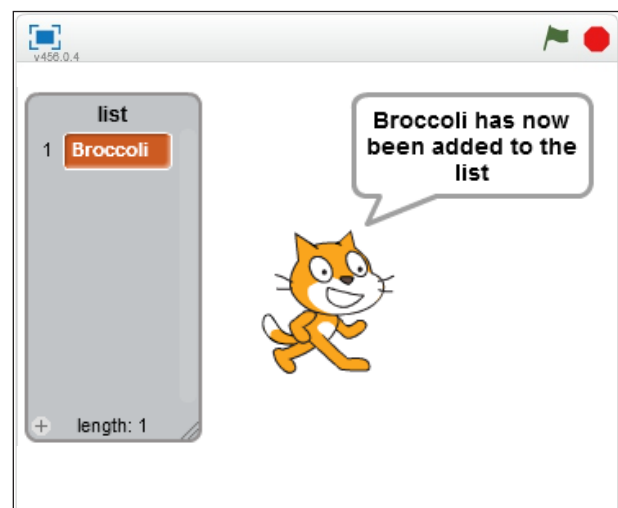 v456.0.4
list
1 Broccoli
length: 1
Broccoli has now
been added to the
list